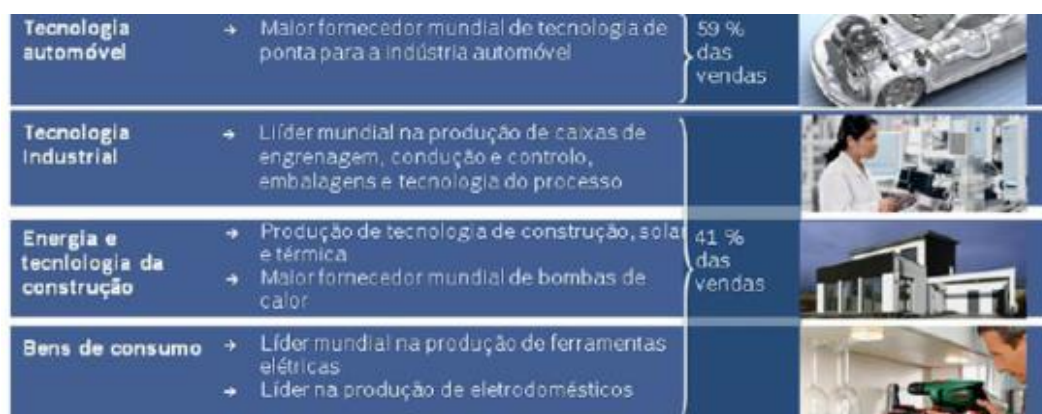 Tecnologia
automóvel
→ Maior fornecedor mundial de tecnologia de
ponta para a indústria automóvel
59 %
das
vendas
Tecnologia
Industrial
→ Líder mundial na produção de caixas de
engrenagem, condução e controlo,
embalagens e tecnologia do processo
Energia e
tecnlologia da
construção
→ Produção de tecnologia de construção, solar
e térmica
→ Maior fornecedor mundial de bombas de
calor
41 %
das
vendas
Bens de consumo
→ Líder mundial na produção de ferramentas
elétricas
→ Líder na produção de eletrodomésticos